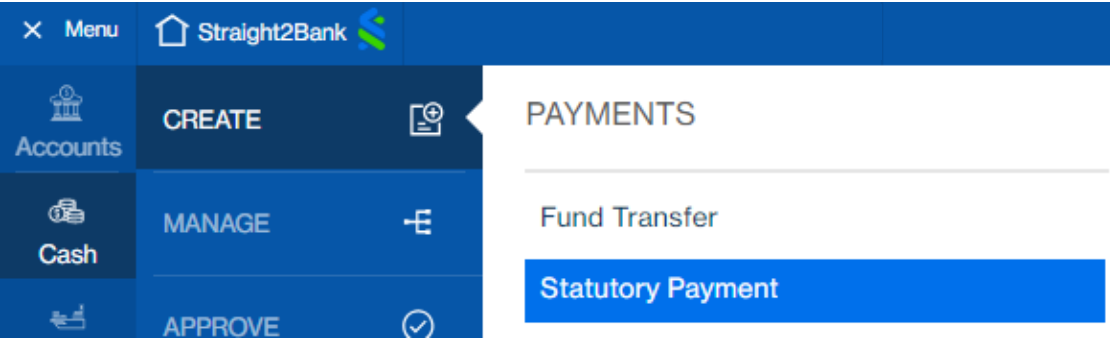 Menu
Straight2Bank
Accounts
CREATE
PAYMENTS
Cash
MANAGE
Fund Transfer
Statutory Payment
APPROVE